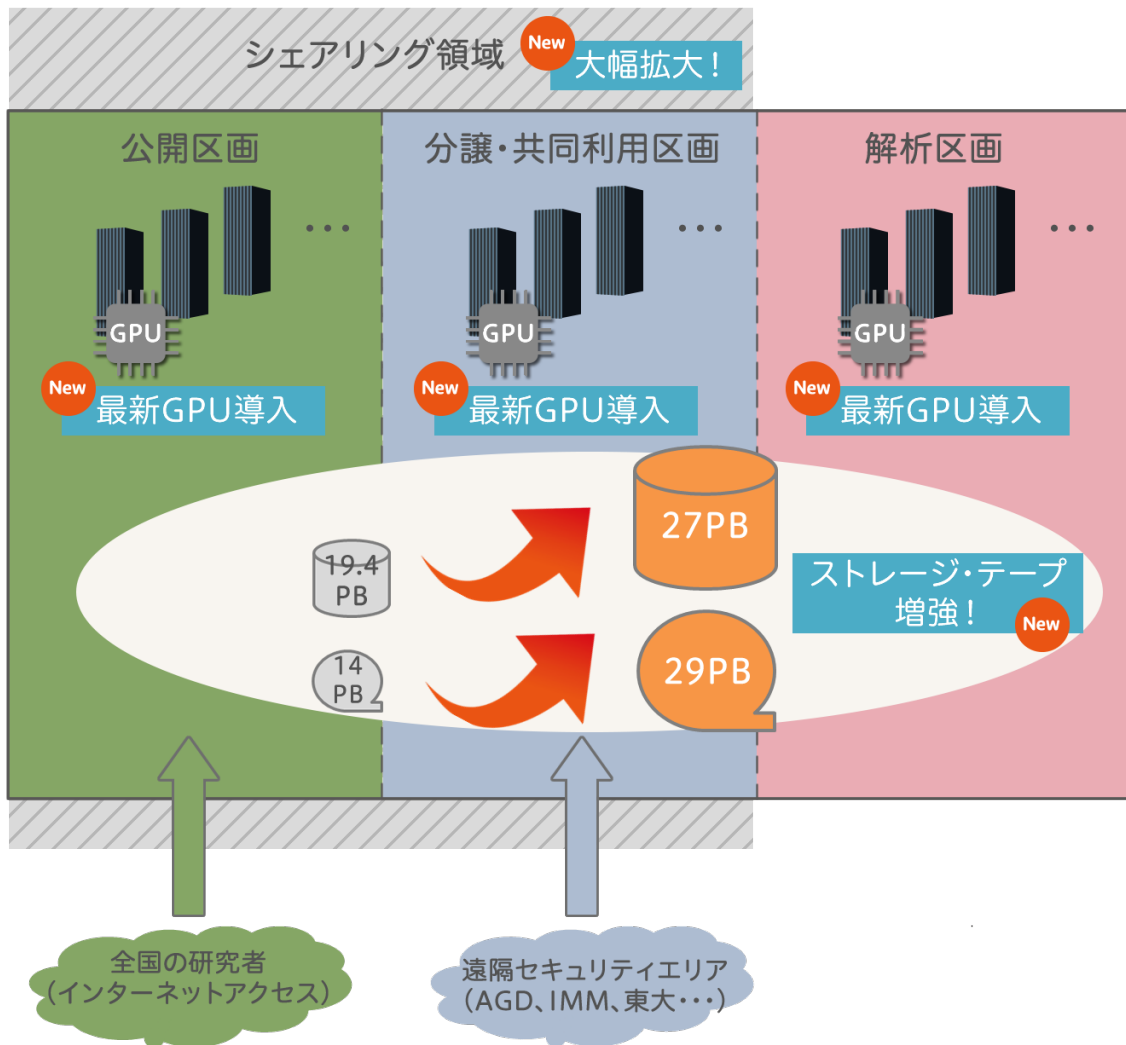 シェアリング領域
New
大幅拡大！
公開区画
分譲・共同利用区画
解析区画
･･･
･･･
･･･
GPU
GPU
GPU
New
最新GPU導入
New
最新GPU導入
New
最新GPU導入
19.4
PB
27PB
ストレージ・テープ
増強！
New
14
PB
29PB
全国の研究者
（インターネットアクセス）
遠隔セキュリティエリア
（AGD、IMM、東大･･･）